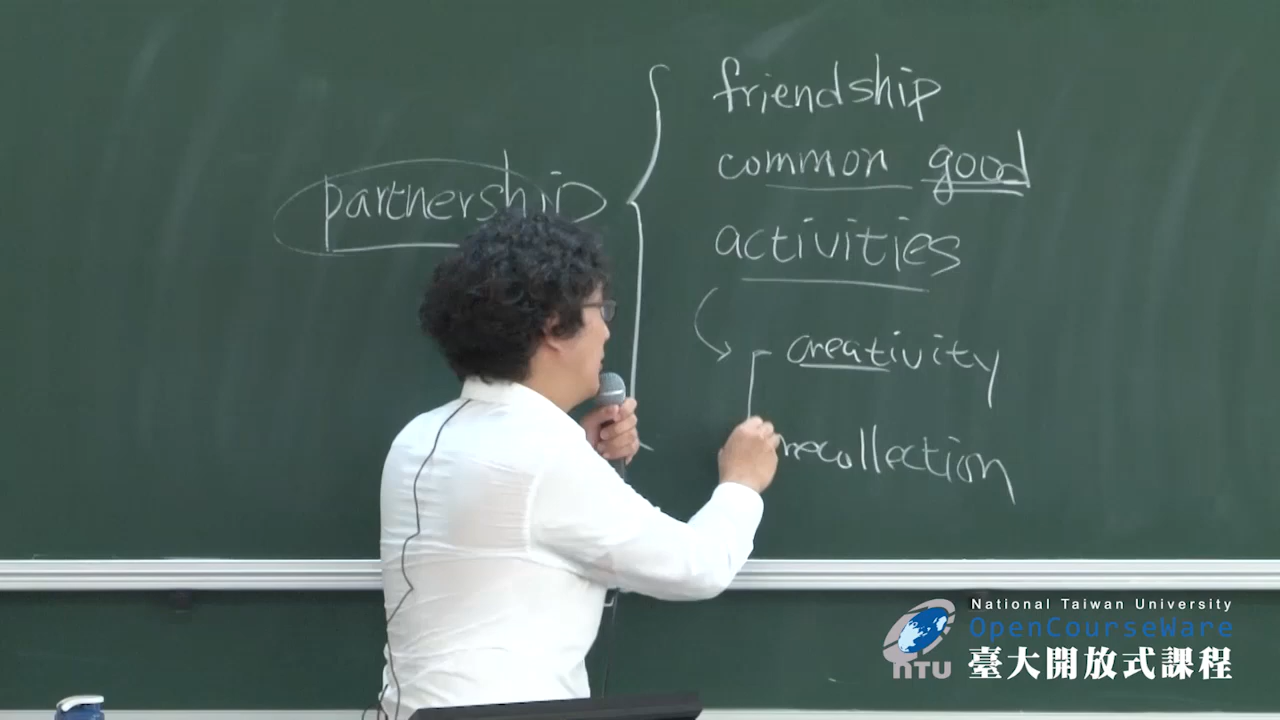 partnership
friendship
common good
activities
creativity
recollection
National Taiwan University
OpenCourseWare
NTU
臺大開放式課程